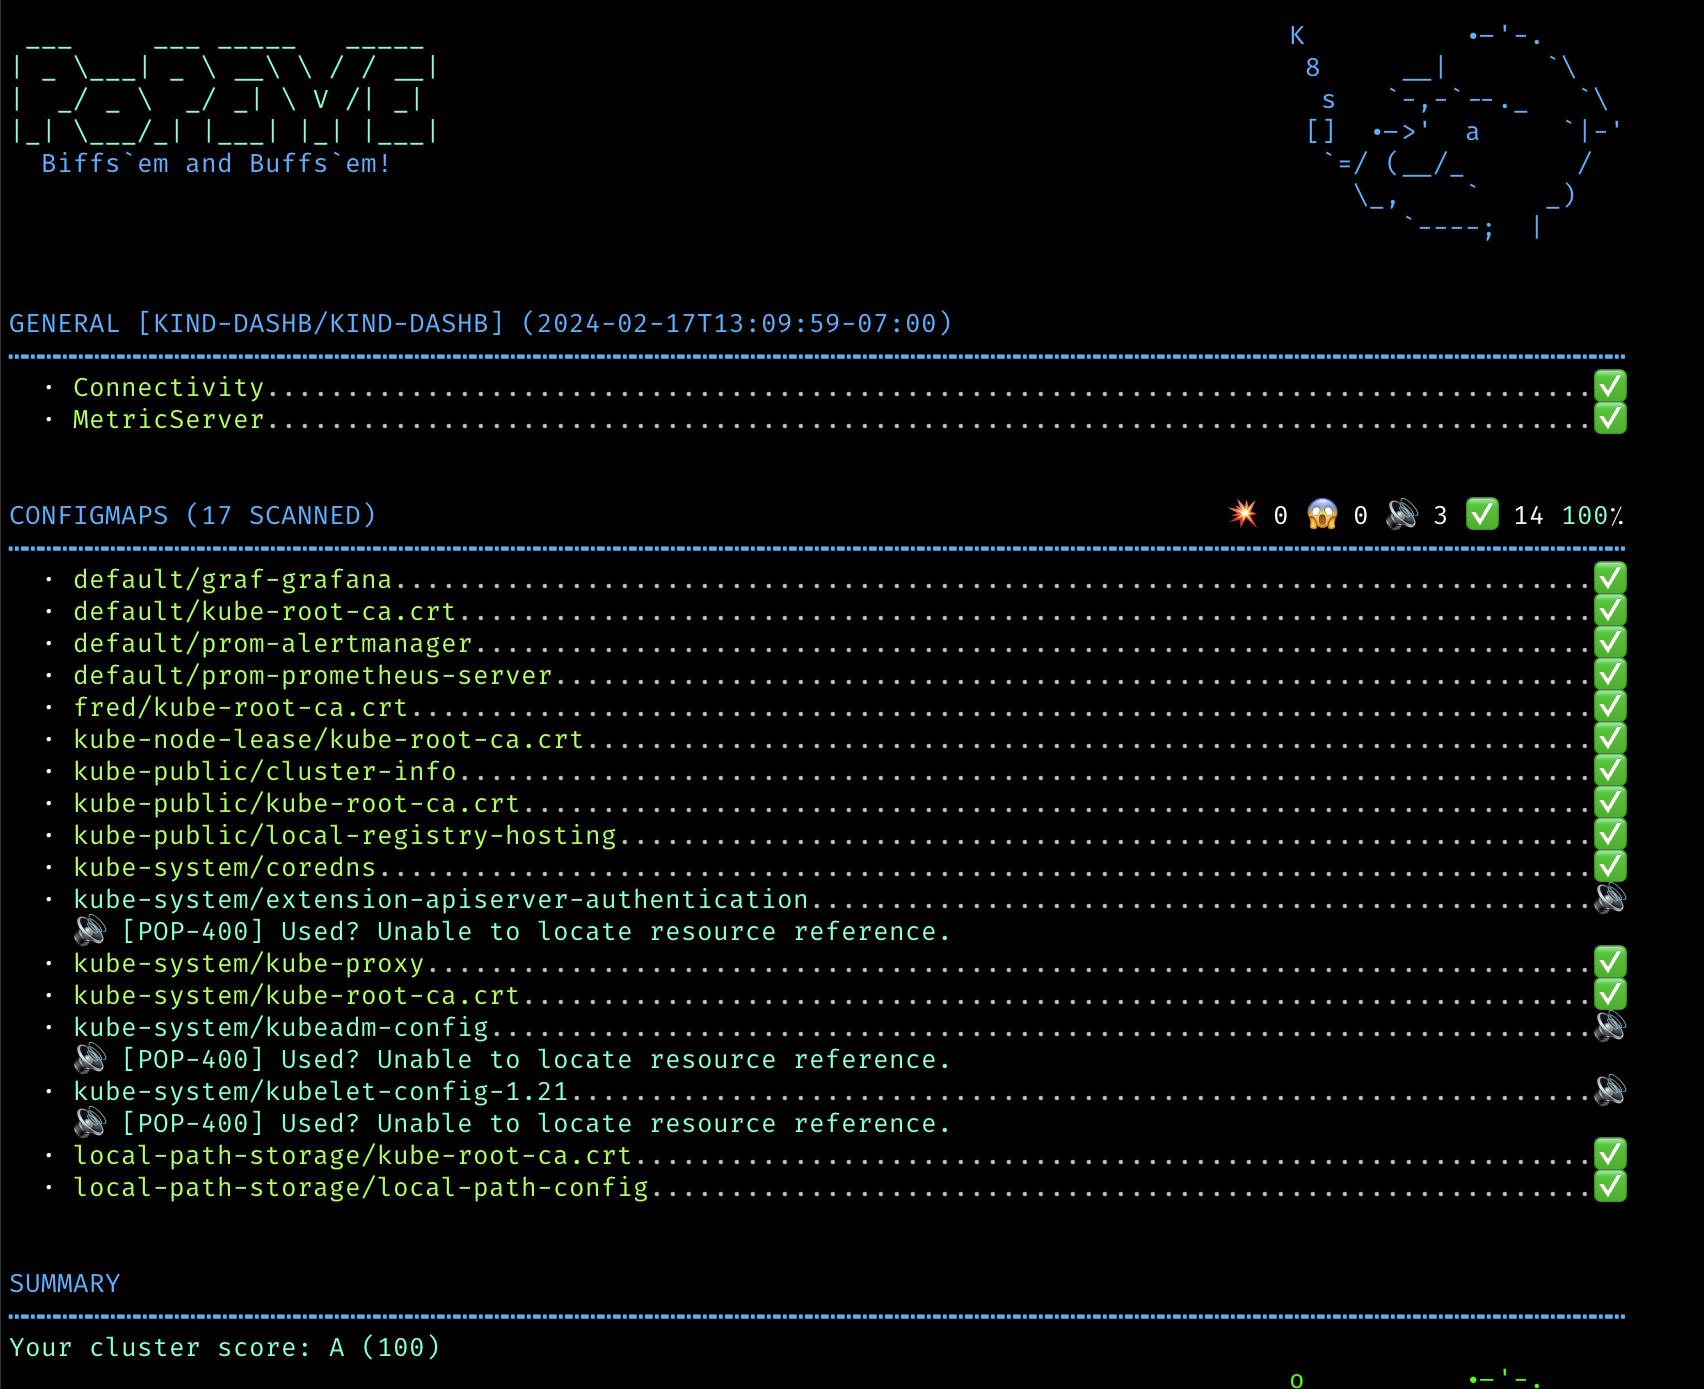 ___     ___ _____   _____                                                      K          •-'-.
| _ \___| _ \ __\ \ / / __|                                                      8     __|      `\
|  _/ _ \  _/ _| \ V /| _|                                                        s   `-,-`--._   `\
|_| \___/_| |___| |_| |___|                                                      []  •->'  a     `|-'
  Biffs`em and Buffs`em!                                                          `=/ (__/_       /
                                                                                    \_,    `    _)
                                                                                       `----;  |
GENERAL [KIND-DASHB/KIND-DASHB] (2024-02-17T13:09:59-07:00)
· Connectivity...................................................................................✅
· MetricServer...................................................................................✅
CONFIGMAPS (17 SCANNED) 💥 0 😱 0 🔊 3 ✅ 14 100٪
· default/graf-grafana...........................................................................✅
· default/kube-root-ca.crt.......................................................................✅
· default/prom-alertmanager......................................................................✅
· default/prom-prometheus-server.................................................................✅
· fred/kube-root-ca.crt..........................................................................✅
· kube-node-lease/kube-root-ca.crt...............................................................✅
· kube-public/cluster-info.......................................................................✅
· kube-public/kube-root-ca.crt...................................................................✅
· kube-public/local-registry-hosting.............................................................✅
· kube-system/coredns............................................................................✅
· kube-system/extension-apiserver-authentication.................................................🔊
🔊 [POP-400] Used? Unable to locate resource reference.
· kube-system/kube-proxy.........................................................................✅
· kube-system/kube-root-ca.crt...................................................................✅
· kube-system/kubeadm-config.....................................................................🔊
🔊 [POP-400] Used? Unable to locate resource reference.
· kube-system/kubelet-config-1.21................................................................🔊
🔊 [POP-400] Used? Unable to locate resource reference.
· local-path-storage/kube-root-ca.crt............................................................✅
· local-path-storage/local-path-config...........................................................✅
SUMMARY
Your cluster score: A (100)
o          •-'-.